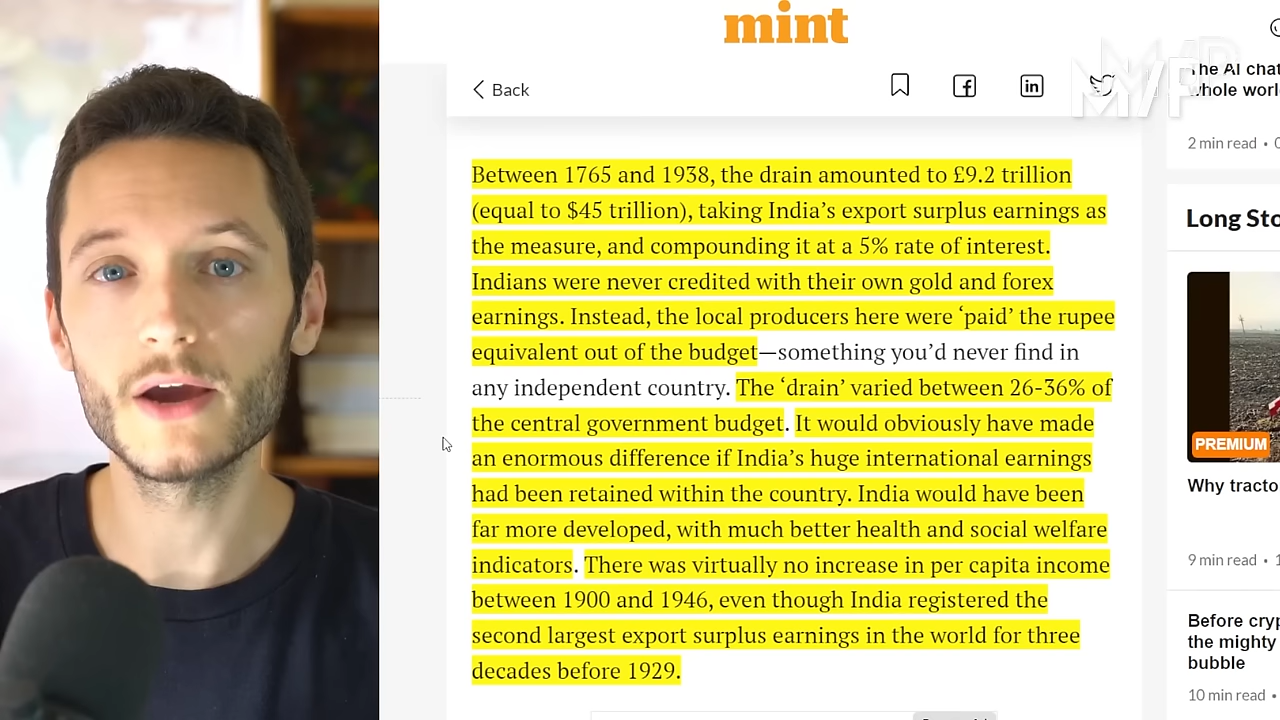 mint
Back
Between 1765 and 1938, the drain amounted to £9.2 trillion
(equal to $45 trillion), taking India’s export surplus earnings as
the measure, and compounding it at a 5% rate of interest.
Indians were never credited with their own gold and forex
earnings. Instead, the local producers here were ‘paid’ the rupee
equivalent out of the budget—something you’d never find in
any independent country. The ‘drain’ varied between 26-36% of
the central government budget. It would obviously have made
an enormous difference if India’s huge international earnings
had been retained within the country. India would have been
far more developed, with much better health and social welfare
indicators. There was virtually no increase in per capita income
between 1900 and 1946, even though India registered the
second largest export surplus earnings in the world for three
decades before 1929.
The AI chat
whole worl
2 min read •
Long Sto
PREMIUM
Why tracto
9 min read • 1
Before cryp
the mighty
bubble
10 min read •